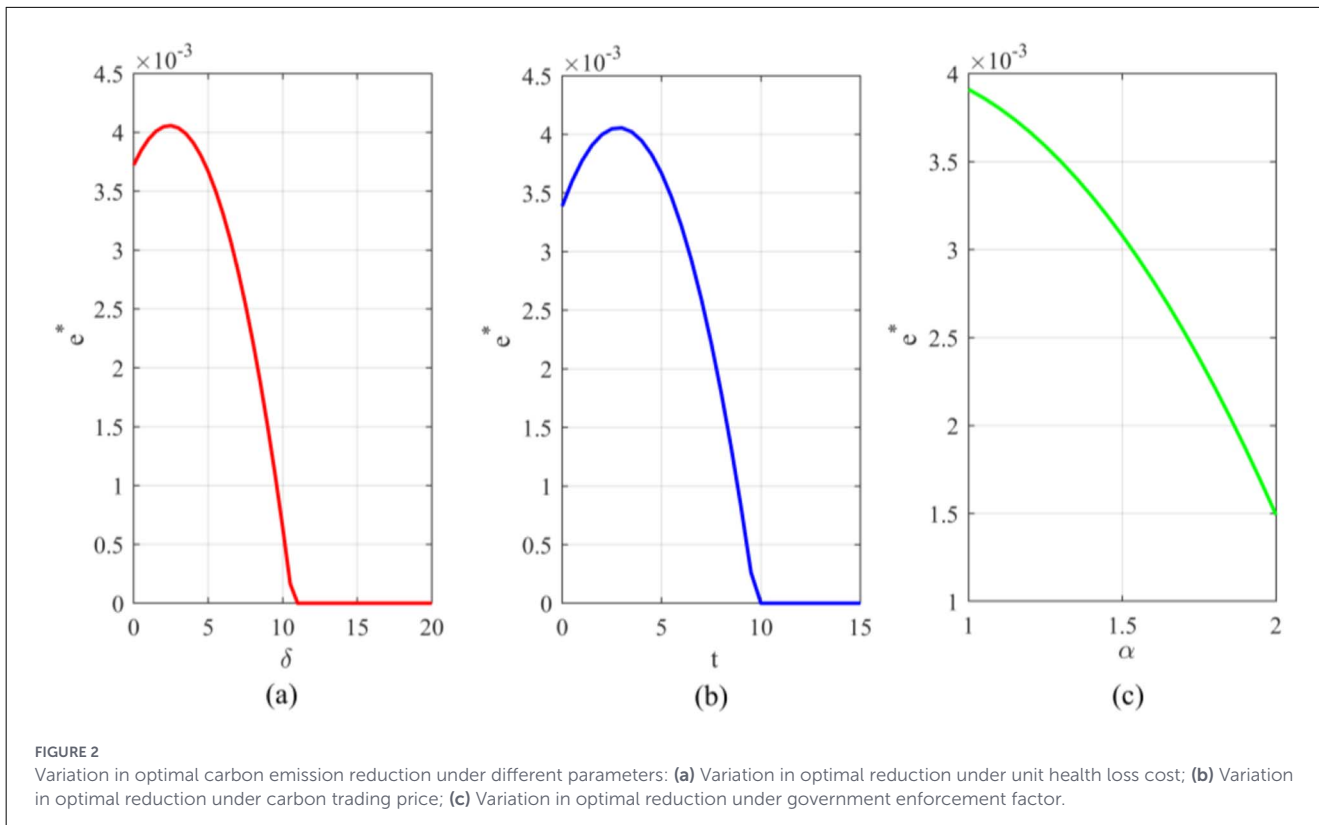 ×10⁻³
4.5
4
3.5
3
2.5
2
1.5
1
0.5
0
e*
0 5 10 15 20
δ
(a)
×10⁻³
4.5
4
3.5
3
2.5
2
1.5
1
0.5
0
e*
0 5 10 15
t
(b)
×10⁻³
4
3.5
3
2.5
2
1.5
1
e*
1 1.5 2
α
(c)
FIGURE 2
Variation in optimal carbon emission reduction under different parameters: (a) Variation in optimal reduction under unit health loss cost; (b) Variation
in optimal reduction under carbon trading price; (c) Variation in optimal reduction under government enforcement factor.